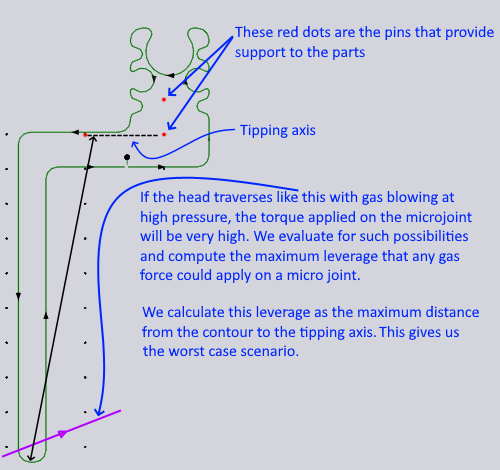 These red dots are the pins that provide
support to the parts
Tipping axis
If the head traverses like this with gas blowing at
high pressure, the torque applied on the microjoint
will be very high. We evaluate for such possibilities
and compute the maximum leverage that any gas
force could apply on a micro joint.
We calculate this leverage as the maximum distance
from the contour to the tipping axis. This gives us
the worst case scenario.